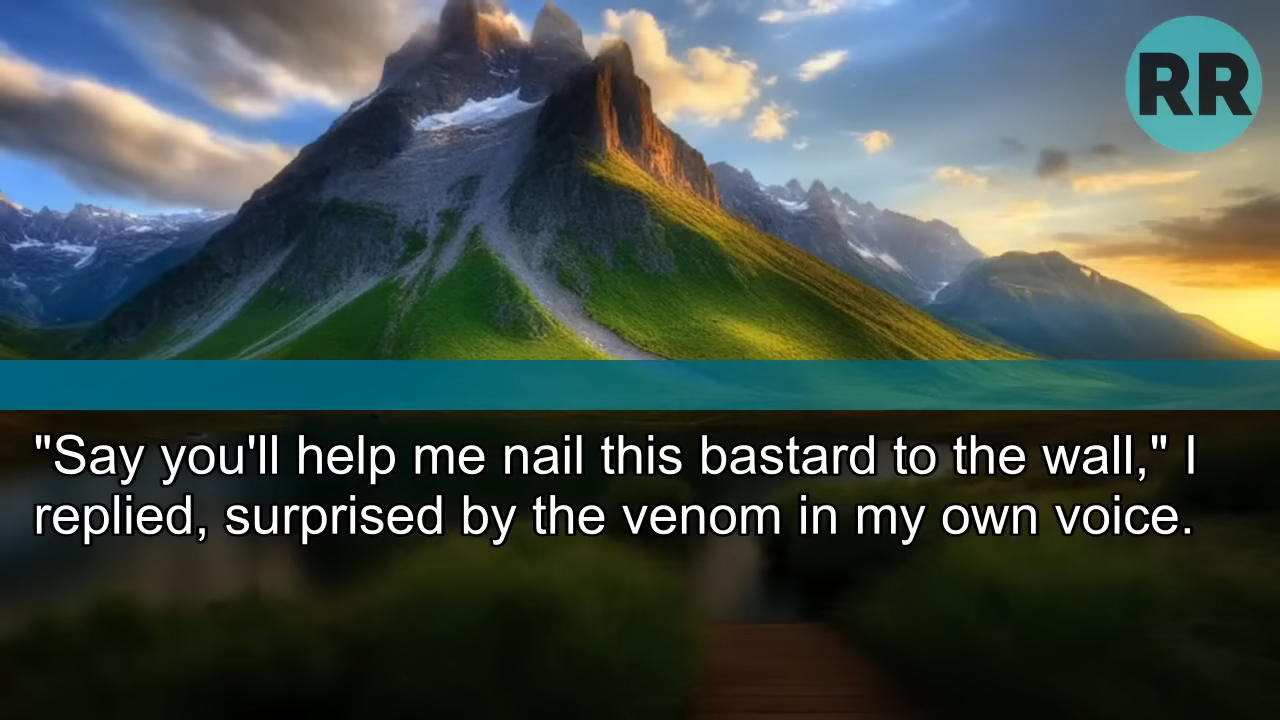 RR
"Say you'll help me nail this bastard to the wall," I
replied, surprised by the venom in my own voice.